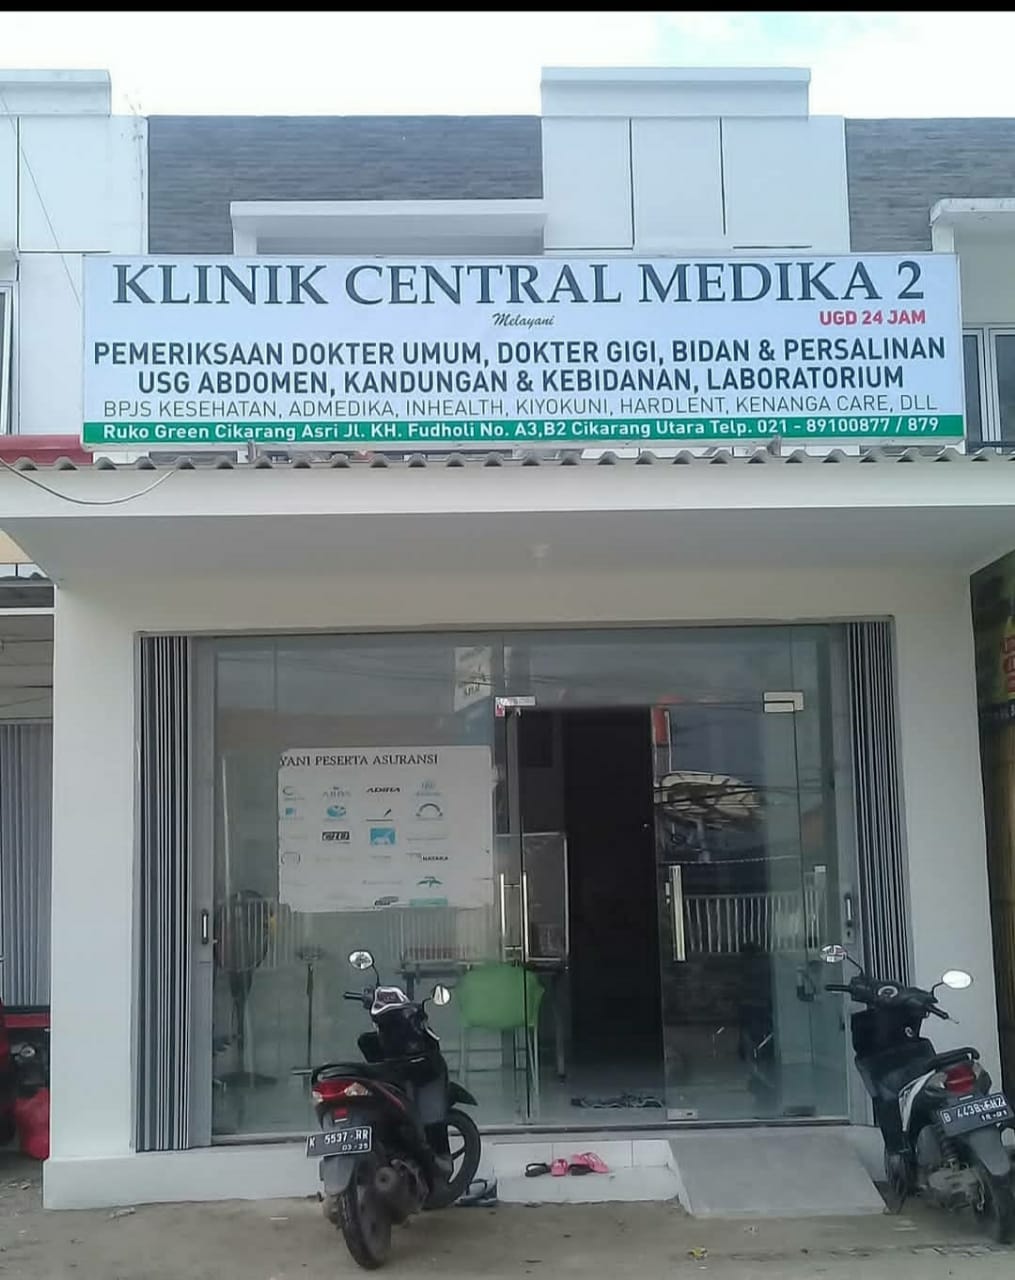 KLINIK CENTRAL MEDIKA 2
Melayani
UGD 24 JAM
PEMERIKSAAN DOKTER UMUM, DOKTER GIGI, BIDAN & PERSALINAN
USG ABDOMEN, KANDUNGAN & KEBIDANAN, LABORATORIUM
BPJS KESEHATAN, ADMEDIKA, INHEALTH, KIYOKUNI, HARDLENT, KENANGA CARE, DLL
Ruko Green Cikarang Asri Jl. KH. Fudholi No. A3,B2 Cikarang Utara Telp. 021 - 89100877 / 879
YANI PESERTA ASURANSI
ADIRA
K 5537 RR
03·25